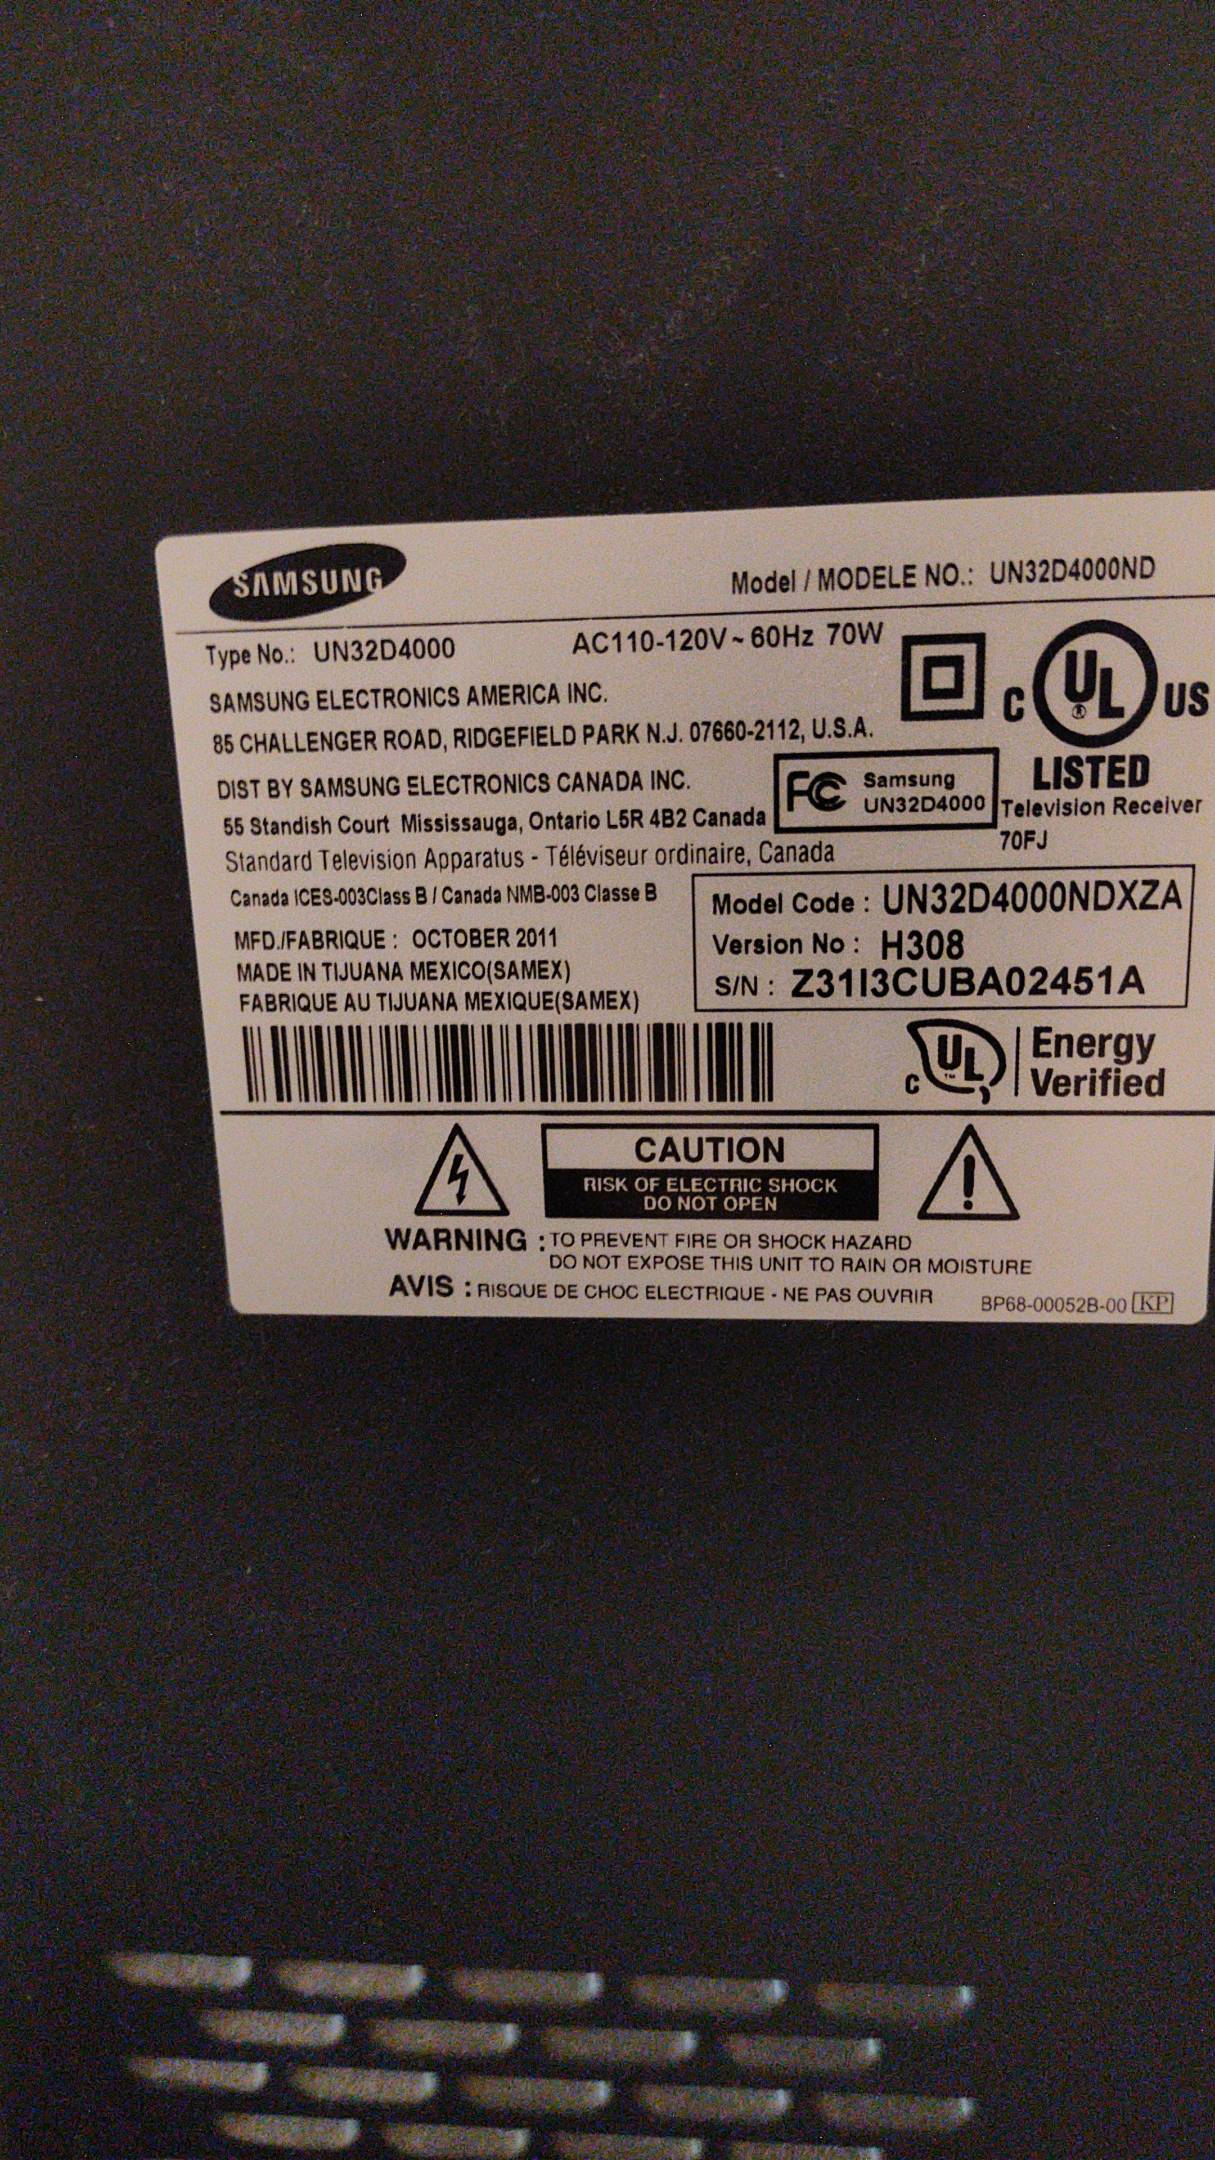 SAMSUNG
Model / MODELE NO.: UN32D4000ND
Type No.: UN32D4000
AC110-120V~60Hz 70W
SAMSUNG ELECTRONICS AMERICA INC.
85 CHALLENGER ROAD, RIDGEFIELD PARK N.J. 07660-2112, U.S.A.
C UL ® US
LISTED
Television Receiver
70FJ
DIST BY SAMSUNG ELECTRONICS CANADA INC.
55 Standish Court Mississauga, Ontario L5R 4B2 Canada
FC Samsung
UN32D4000
Standard Television Apparatus - Téléviseur ordinaire, Canada
Canada ICES-003Class B / Canada NMB-003 Classe B
MFD./FABRIQUE : OCTOBER 2011
MADE IN TIJUANA MEXICO(SAMEX)
FABRIQUE AU TIJUANA MEXIQUE(SAMEX)
Model Code : UN32D4000NDXZA
Version No : H308
S/N : Z31I3CUBA02451A
C UL Energy
Verified
CAUTION
RISK OF ELECTRIC SHOCK
DO NOT OPEN
WARNING : TO PREVENT FIRE OR SHOCK HAZARD
DO NOT EXPOSE THIS UNIT TO RAIN OR MOISTURE
AVIS : RISQUE DE CHOC ELECTRIQUE - NE PAS OUVRIR
BP68-00052B-00 KP